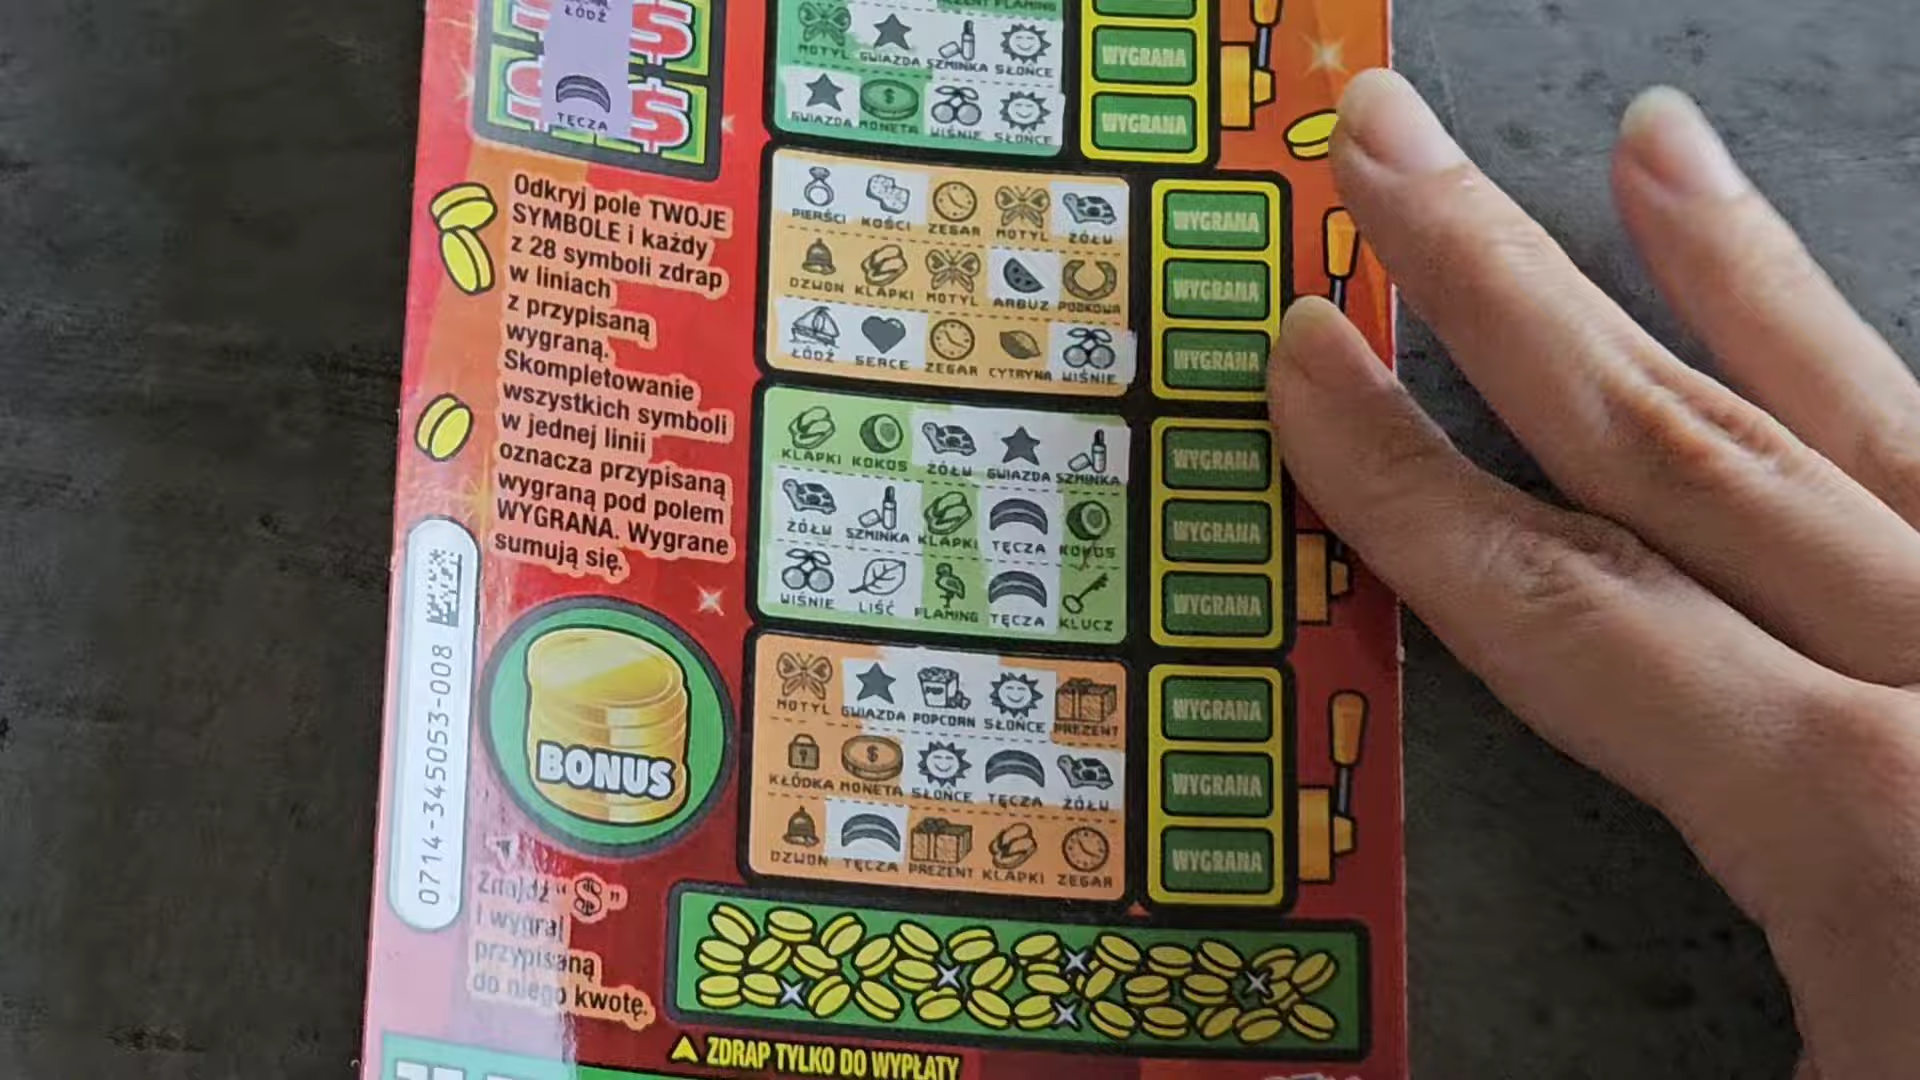 ŁÓDŹ
TĘCZA
PREZENT FLAMING
MOTYL GWIAZDA SZMINKA SŁOŃCE
GWIAZDA MONETA WIŚNIE SŁOŃCE
WYGRANA
WYGRANA
Odkryj pole TWOJE
SYMBOLE i każdy
z 28 symboli zdrap
w liniach
z przypisaną
wygraną.
Skompletowanie
wszystkich symboli
w jednej linii
oznacza przypisaną
wygraną pod polem
WYGRANA. Wygrane
sumują się.
PIERŚCI KOŚCI ZEGAR MOTYL ŻÓŁW
DZWON KLAPKI MOTYL ARBUZ PODKOWA
ŁÓDŹ SERCE ZEGAR CYTRYNA WIŚNIE
WYGRANA
WYGRANA
WYGRANA
KLAPKI KOKOS ŻÓŁW GWIAZDA SZMINKA
ŻÓŁW SZMINKA KLAPKI TĘCZA KOKOS
WIŚNIE LIŚĆ FLAMING TĘCZA KLUCZ
WYGRANA
WYGRANA
WYGRANA
MOTYL GWIAZDA POPCORN SŁOŃCE PREZENT
KŁÓDKA MONETA SŁOŃCE TĘCZA ŻÓŁW
DZWON TĘCZA PREZENT KLAPKI ZEGAR
WYGRANA
WYGRANA
WYGRANA
0714-345053-008
BONUS
Znajdź "$"
i wygraj
przypisaną
do niego kwotę.
ZDRAP TYLKO DO WYPŁATY